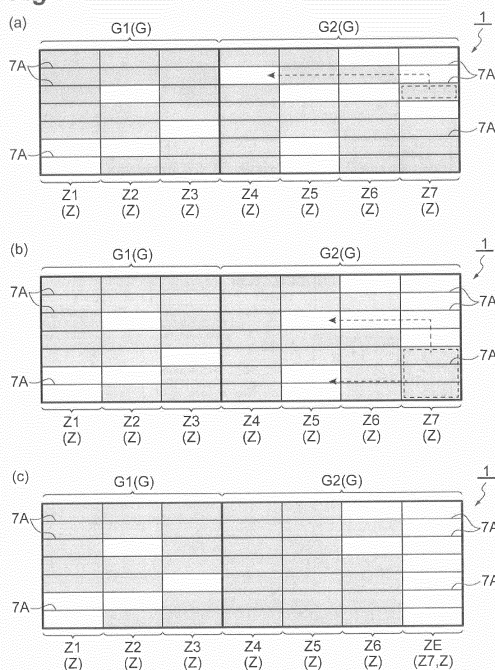 (a)
1
G1(G) G2(G)
7A 7A
7A
7A 7A
Z1 Z2 Z3 Z4 Z5 Z6 Z7
(Z) (Z) (Z) (Z) (Z) (Z) (Z)
(b)
1
G1(G) G2(G)
7A 7A
7A
7A
Z1 Z2 Z3 Z4 Z5 Z6 Z7
(Z) (Z) (Z) (Z) (Z) (Z) (Z)
(c)
1
G1(G) G2(G)
7A 7A
7A
7A
Z1 Z2 Z3 Z4 Z5 Z6 ZE
(Z) (Z) (Z) (Z) (Z) (Z) (Z7,Z)